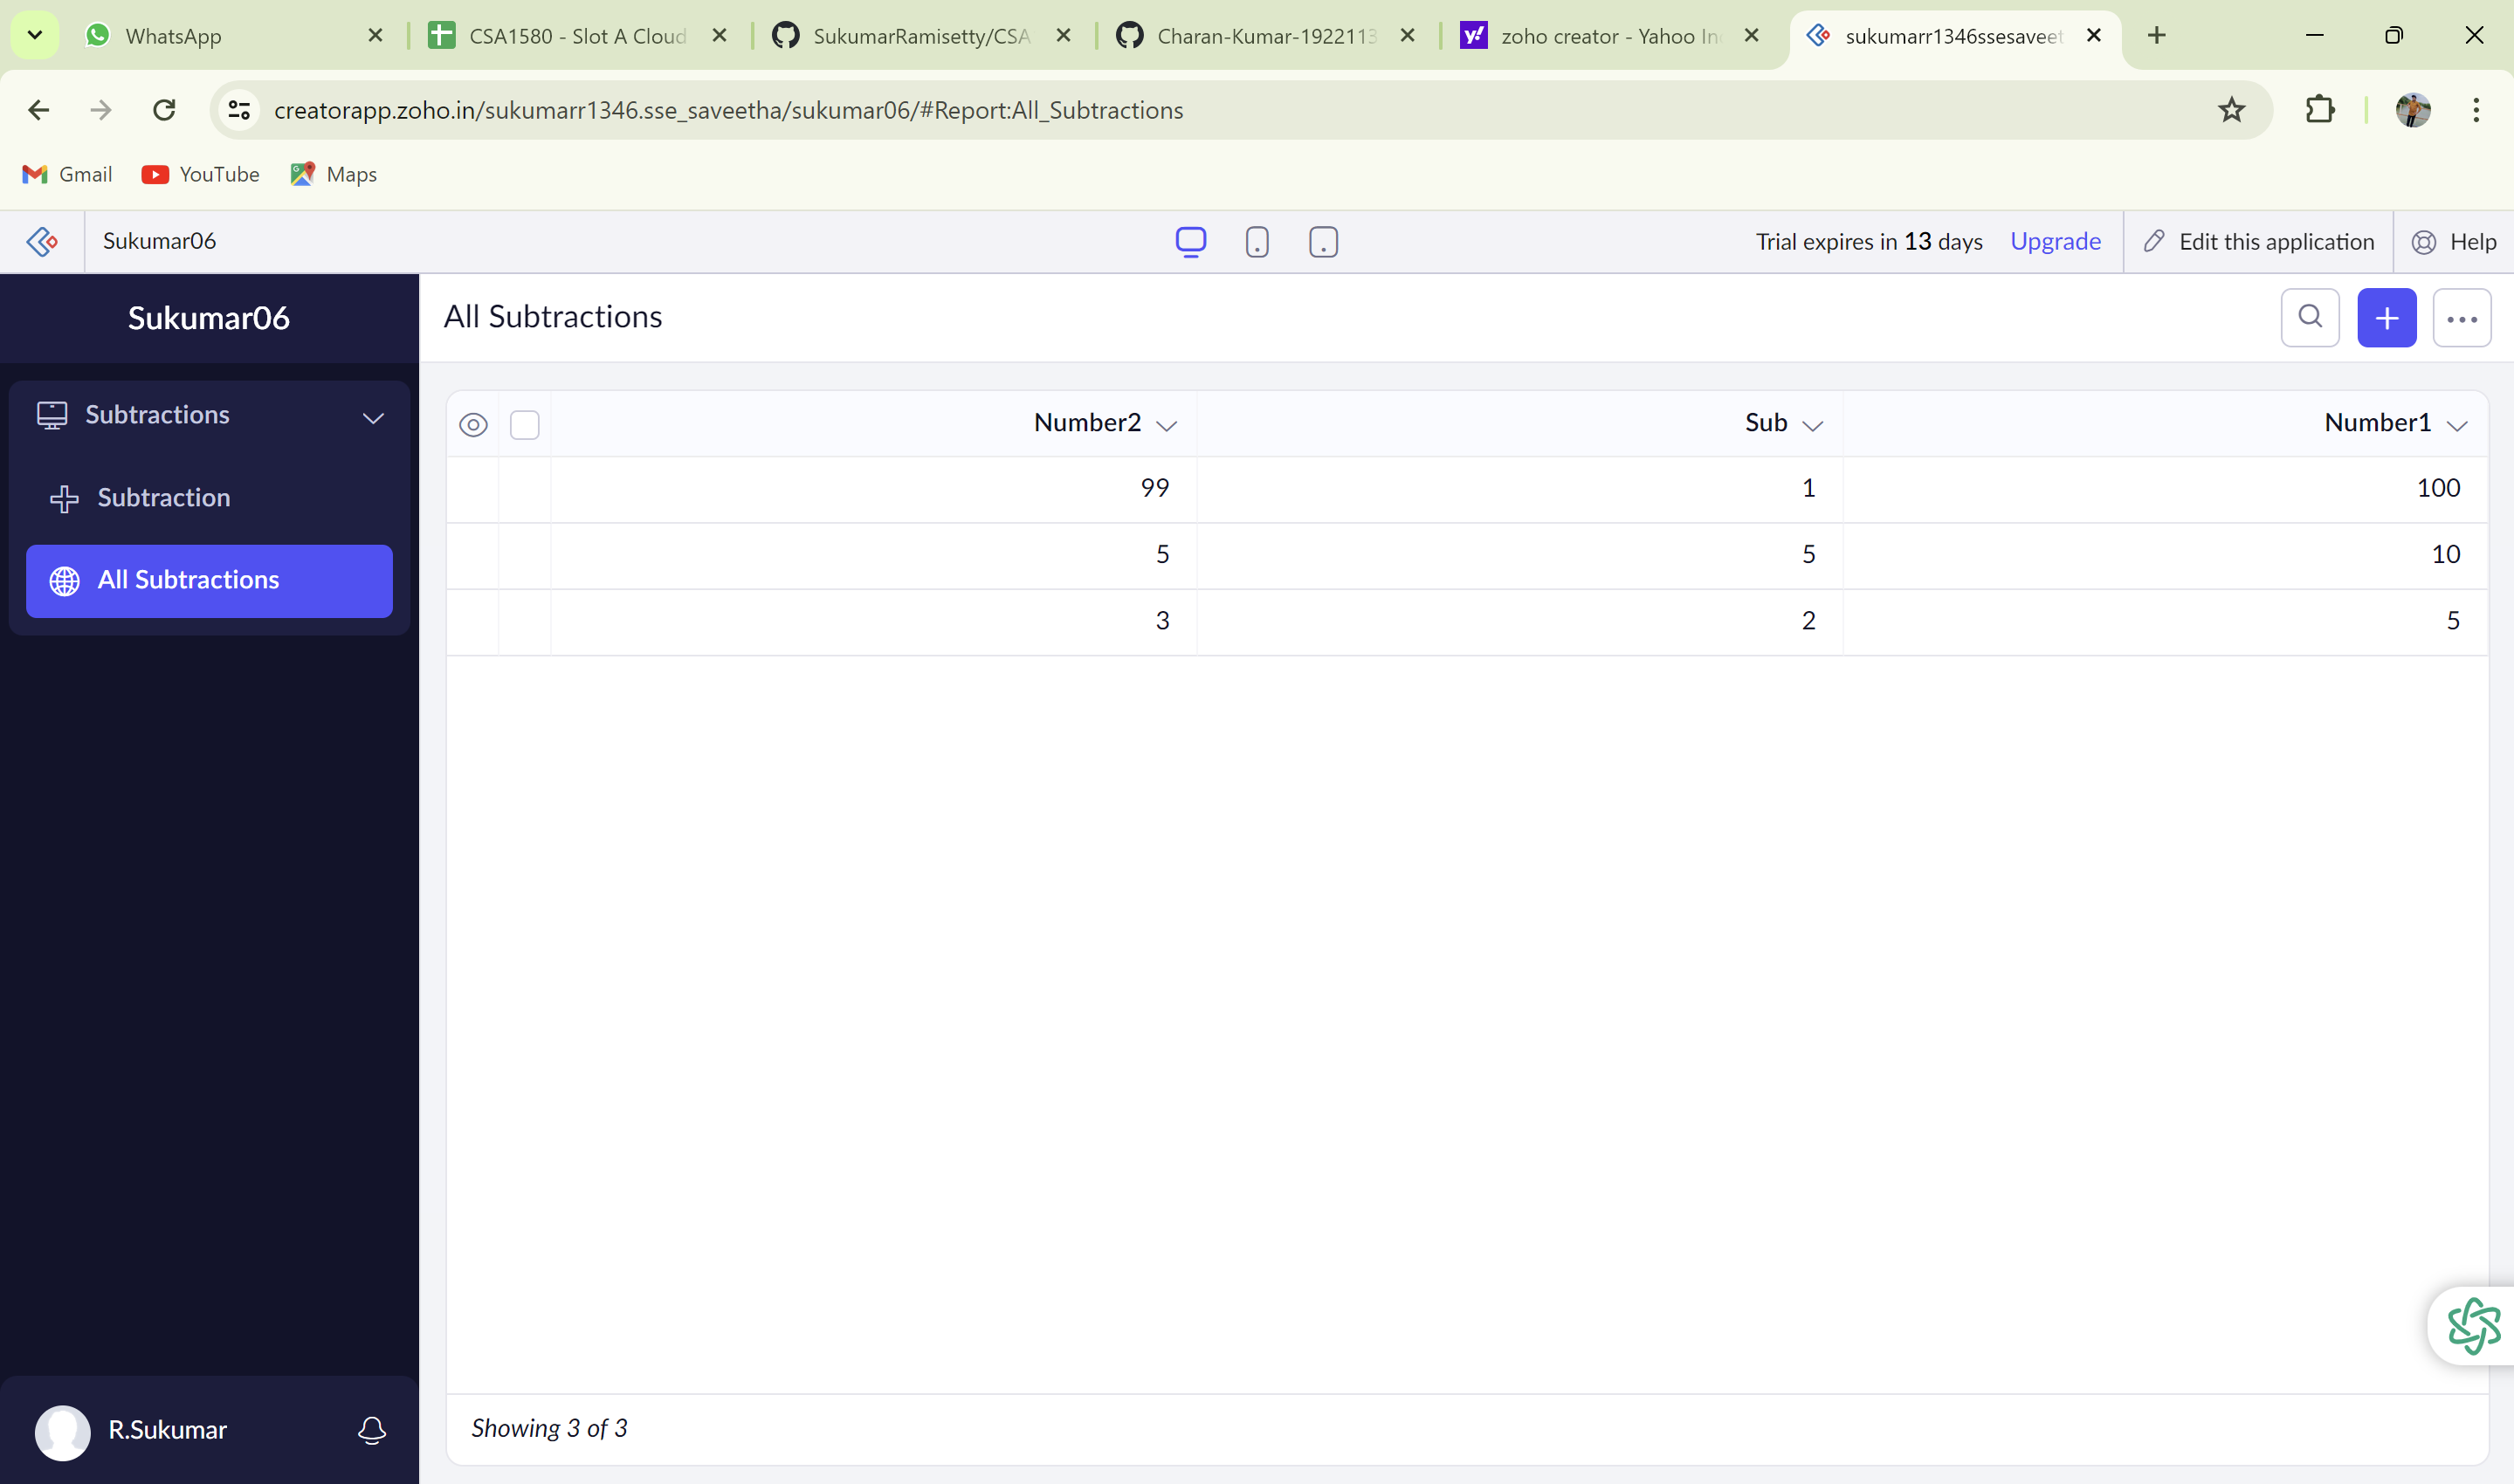 WhatsApp
CSA1580 - Slot A Cloud
SukumarRamisetty/CSA
Charan-Kumar-1922113
zoho creator - Yahoo In
sukumarr1346ssesaveet
creatorapp.zoho.in/sukumarr1346.sse_saveetha/sukumar06/#Report:All_Subtractions
Gmail
YouTube
Maps
Sukumar06
Trial expires in 13 days
Upgrade
Edit this application
Help
Sukumar06
Subtractions
Subtraction
All Subtractions
R.Sukumar
All Subtractions
Number2 Sub Number1
99 1 100
5 5 10
3 2 5
Showing 3 of 3